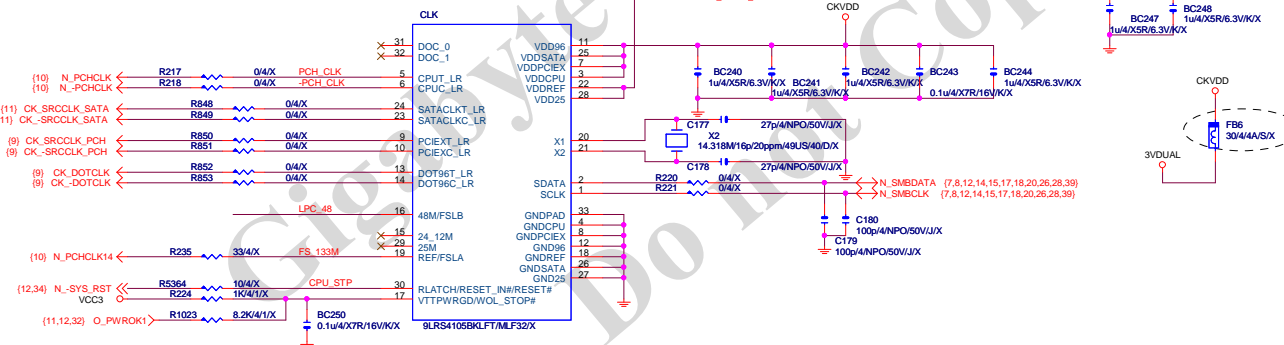 CLK
CKVDD
BC247
1u/4/X5R/6.3V/K/X
BC248
1u/4/X5R/6.3V/K/X
31 DOC_0
32 DOC_1
{10} N_PCHCLK R217 0/4/X PCH_CLK 5 CPUT_LR
{10} N_-PCHCLK R218 0/4/X -PCH_CLK 6 CPUC_LR
{11} CK_SRCCLK_SATA R848 0/4/X 24 SATACLKT_LR
11} CK_-SRCCLK_SATA R849 0/4/X 23 SATACLKC_LR
{9} CK_SRCCLK_PCH R850 0/4/X 9 PCIEXT_LR
{9} CK_-SRCCLK_PCH R851 0/4/X 10 PCIEXC_LR
{9} CK_DOTCLK R852 0/4/X 13 DOT96T_LR
{9} CK_-DOTCLK R853 0/4/X 14 DOT96C_LR
LPC_48 16 48M/FSLB
15 24_12M
29 25M
{10} N_PCHCLK14 R235 33/4/X FS_133M 19 REF/FSLA
{12,34} N_-SYS_RST R5364 10/4/X CPU_STP 30 RLATCH/RESET_IN#/RESET#
VCC3 R224 1K/4/1/X 17 VTTPWRGD/WOL_STOP#
{11,12,32} O_PWROK1 R1023 8.2K/4/1/X
BC250
0.1u/4/X7R/16V/K/X
9LRS4105BKLFT/MLF32/X
VDD96 11
VDDSATA 25
VDDPCIEX 7
VDDCPU 3
VDDREF 22
VDD25 28
X1 20
X2 21
SDATA 2
SCLK 1
GNDPAD 33
GNDCPU 4
GNDPCIEX 8
GND96 12
GNDREF 18
GNDSATA 26
GND25 27
BC240
1u/4/X5R/6.3V/K/X
BC241
1u/4/X5R/6.3V/K/X
BC242
1u/4/X5R/6.3V/K/X
BC243
0.1u/4/X7R/16V/K/X
BC244
1u/4/X5R/6.3V/K/X
C177
27p/4/NPO/50V/J/X
X2
14.318M/16p/20ppm/49US/40/D/X
C178
27p/4/NPO/50V/J/X
R220 0/4/X N_SMBDATA {7,8,12,14,15,17,18,20,26,28,39}
R221 0/4/X N_SMBCLK {7,8,12,14,15,17,18,20,26,28,39}
C180
100p/4/NPO/50V/J/X
C179
100p/4/NPO/50V/J/X
CKVDD
FB6
30/4/4A/S/X
3VDUAL
Gigabyte
Do not Cop